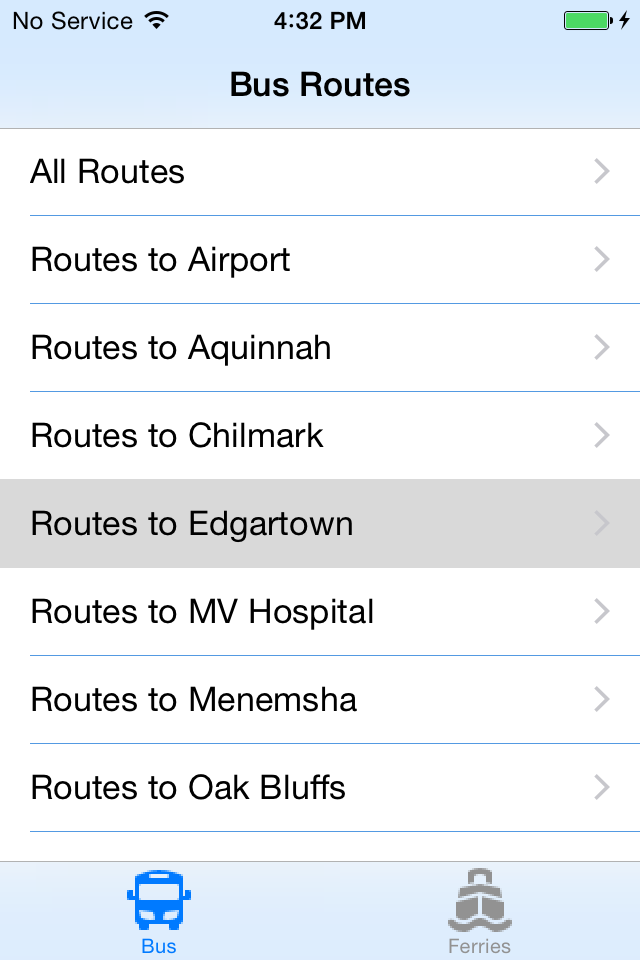 No Service 4:32 PM
Bus Routes
All Routes
Routes to Airport
Routes to Aquinnah
Routes to Chilmark
Routes to Edgartown
Routes to MV Hospital
Routes to Menemsha
Routes to Oak Bluffs
Bus Ferries